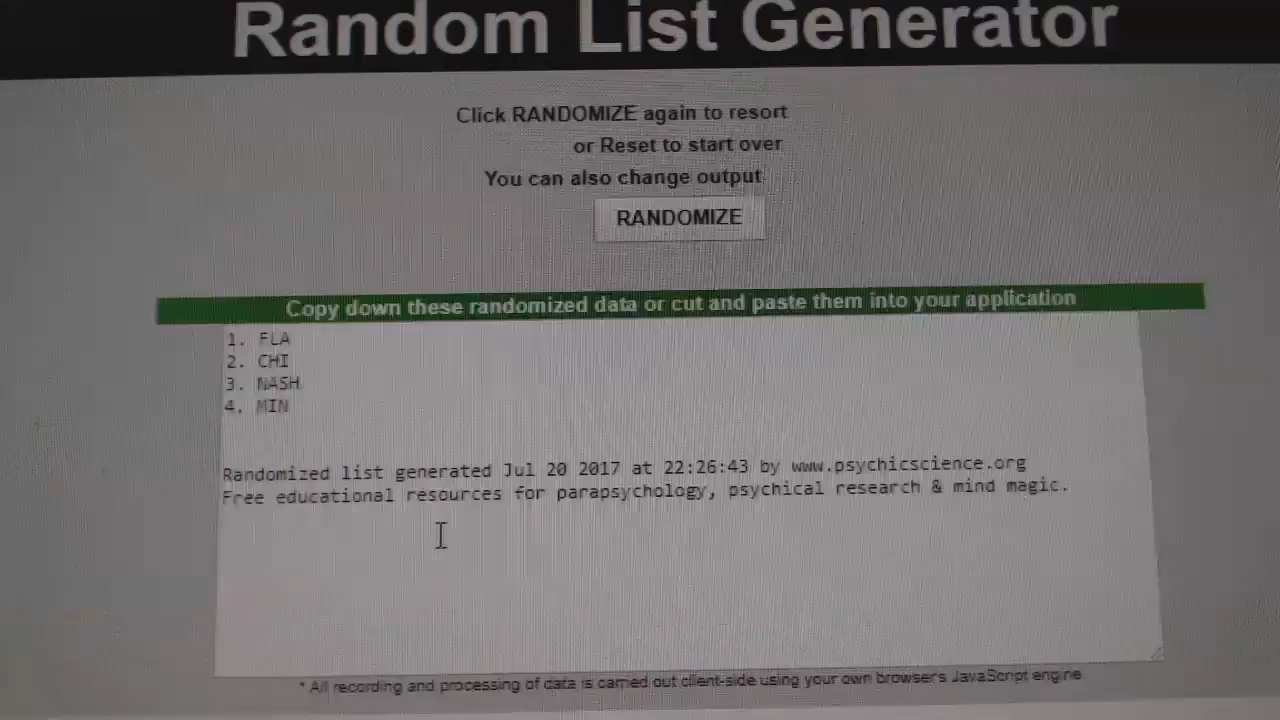 Random List Generator
Click RANDOMIZE again to resort
or Reset to start over
You can also change output
RANDOMIZE
Copy down these randomized data or cut and paste them into your application
1. FLA
2. CHI
3. NASH
4. MIN
Randomized list generated Jul 20 2017 at 22:26:43 by www.psychicscience.org
Free educational resources for parapsychology, psychical research & mind magic.
* All recording and processing of data is carried out client-side using your own browser's JavaScript engine